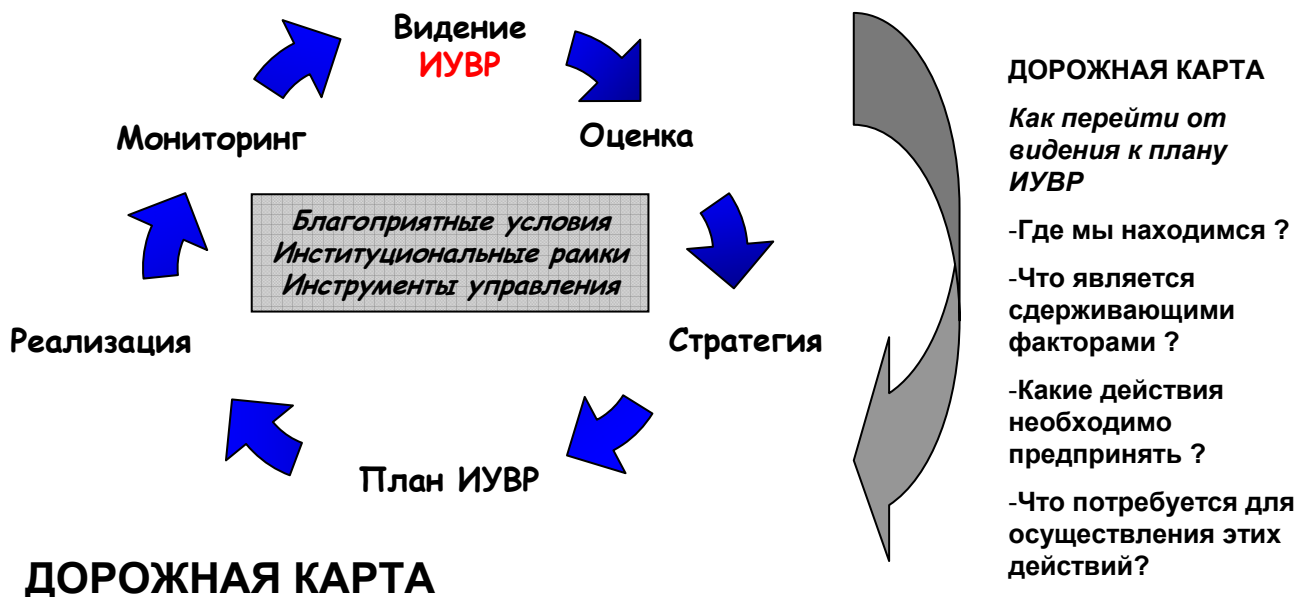 Видение
ИУВР
Мониторинг
Оценка
Благоприятные условия
Институциональные рамки
Инструменты управления
Реализация
Стратегия
План ИУВР
ДОРОЖНАЯ КАРТА
ДОРОЖНАЯ КАРТА
Как перейти от
видения к плану
ИУВР
-Где мы находимся ?
-Что является
сдерживающими
факторами ?
-Какие действия
необходимо
предпринять ?
-Что потребуется для
осуществления этих
действий?